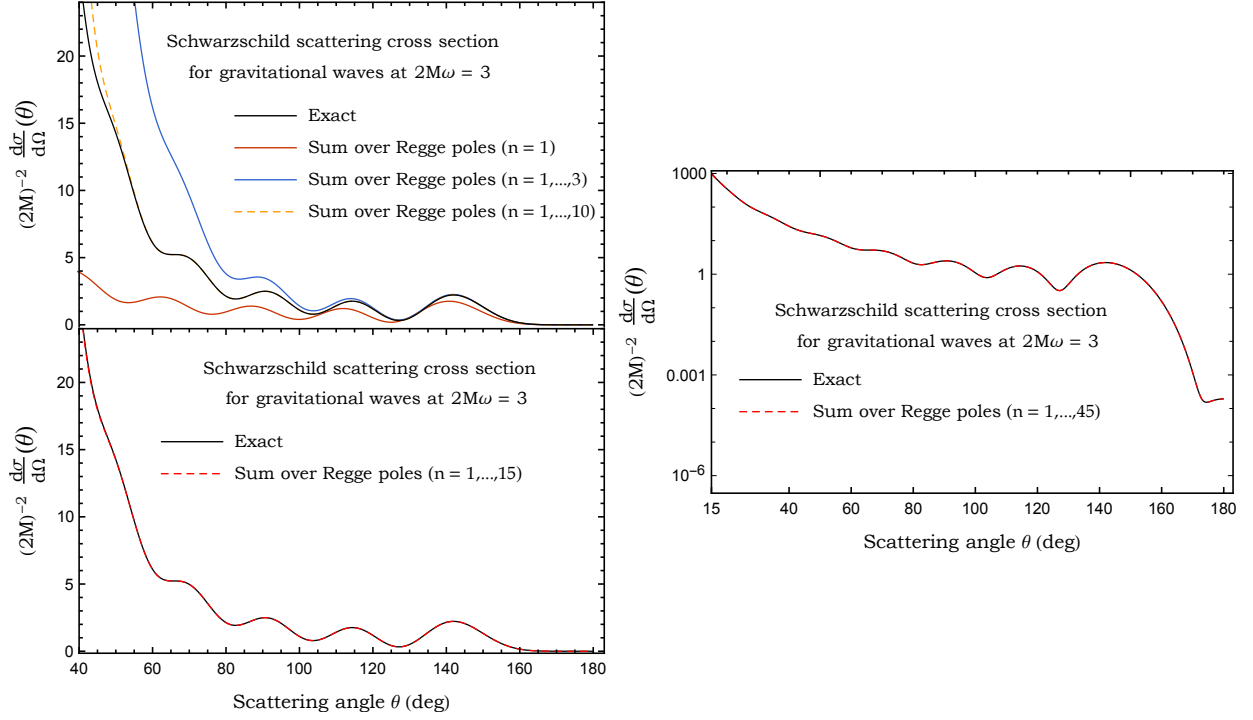 Schwarzschild scattering cross section
for gravitational waves at 2Mω = 3
Exact
Sum over Regge poles (n = 1)
Sum over Regge poles (n = 1,...,3)
Sum over Regge poles (n = 1,...,10)
(2M)⁻² dσ/dΩ (θ)
20
15
10
5
0
Schwarzschild scattering cross section
for gravitational waves at 2Mω = 3
Exact
Sum over Regge poles (n = 1,...,15)
(2M)⁻² dσ/dΩ (θ)
20
15
10
5
0
40 60 80 100 120 140 160 180
Scattering angle θ (deg)
1000
1
0.001
10⁻⁶
(2M)⁻² dσ/dΩ (θ)
Schwarzschild scattering cross section
for gravitational waves at 2Mω = 3
Exact
Sum over Regge poles (n = 1,...,45)
15 40 60 80 100 120 140 160 180
Scattering angle θ (deg)